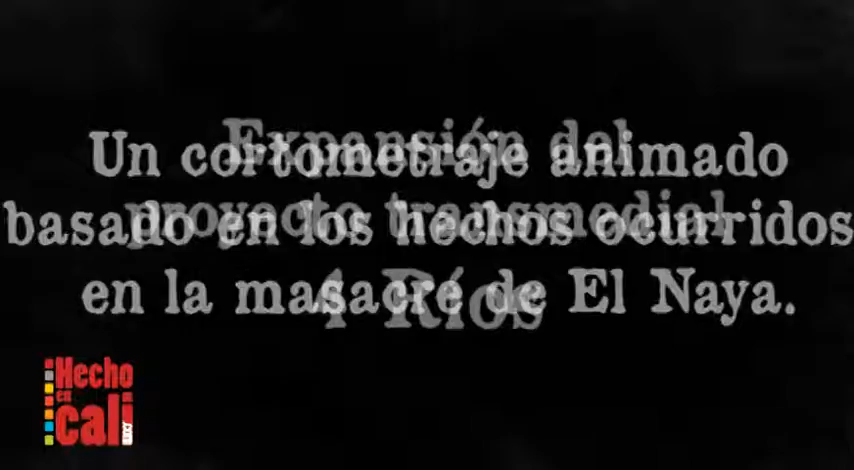 Un cortometraje animado
basado en los hechos ocurridos
en la masacre de El Naya.
Expansión del
proyecto transmedial
4 Ríos
Hecho
en
cali